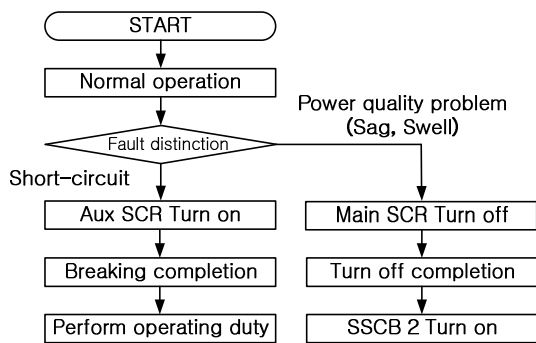 START
Normal operation
Power quality problem
(Sag, Swell)
Fault distinction
Short-circuit
Aux SCR Turn on
Main SCR Turn off
Breaking completion
Turn off completion
Perform operating duty
SSCB 2 Turn on